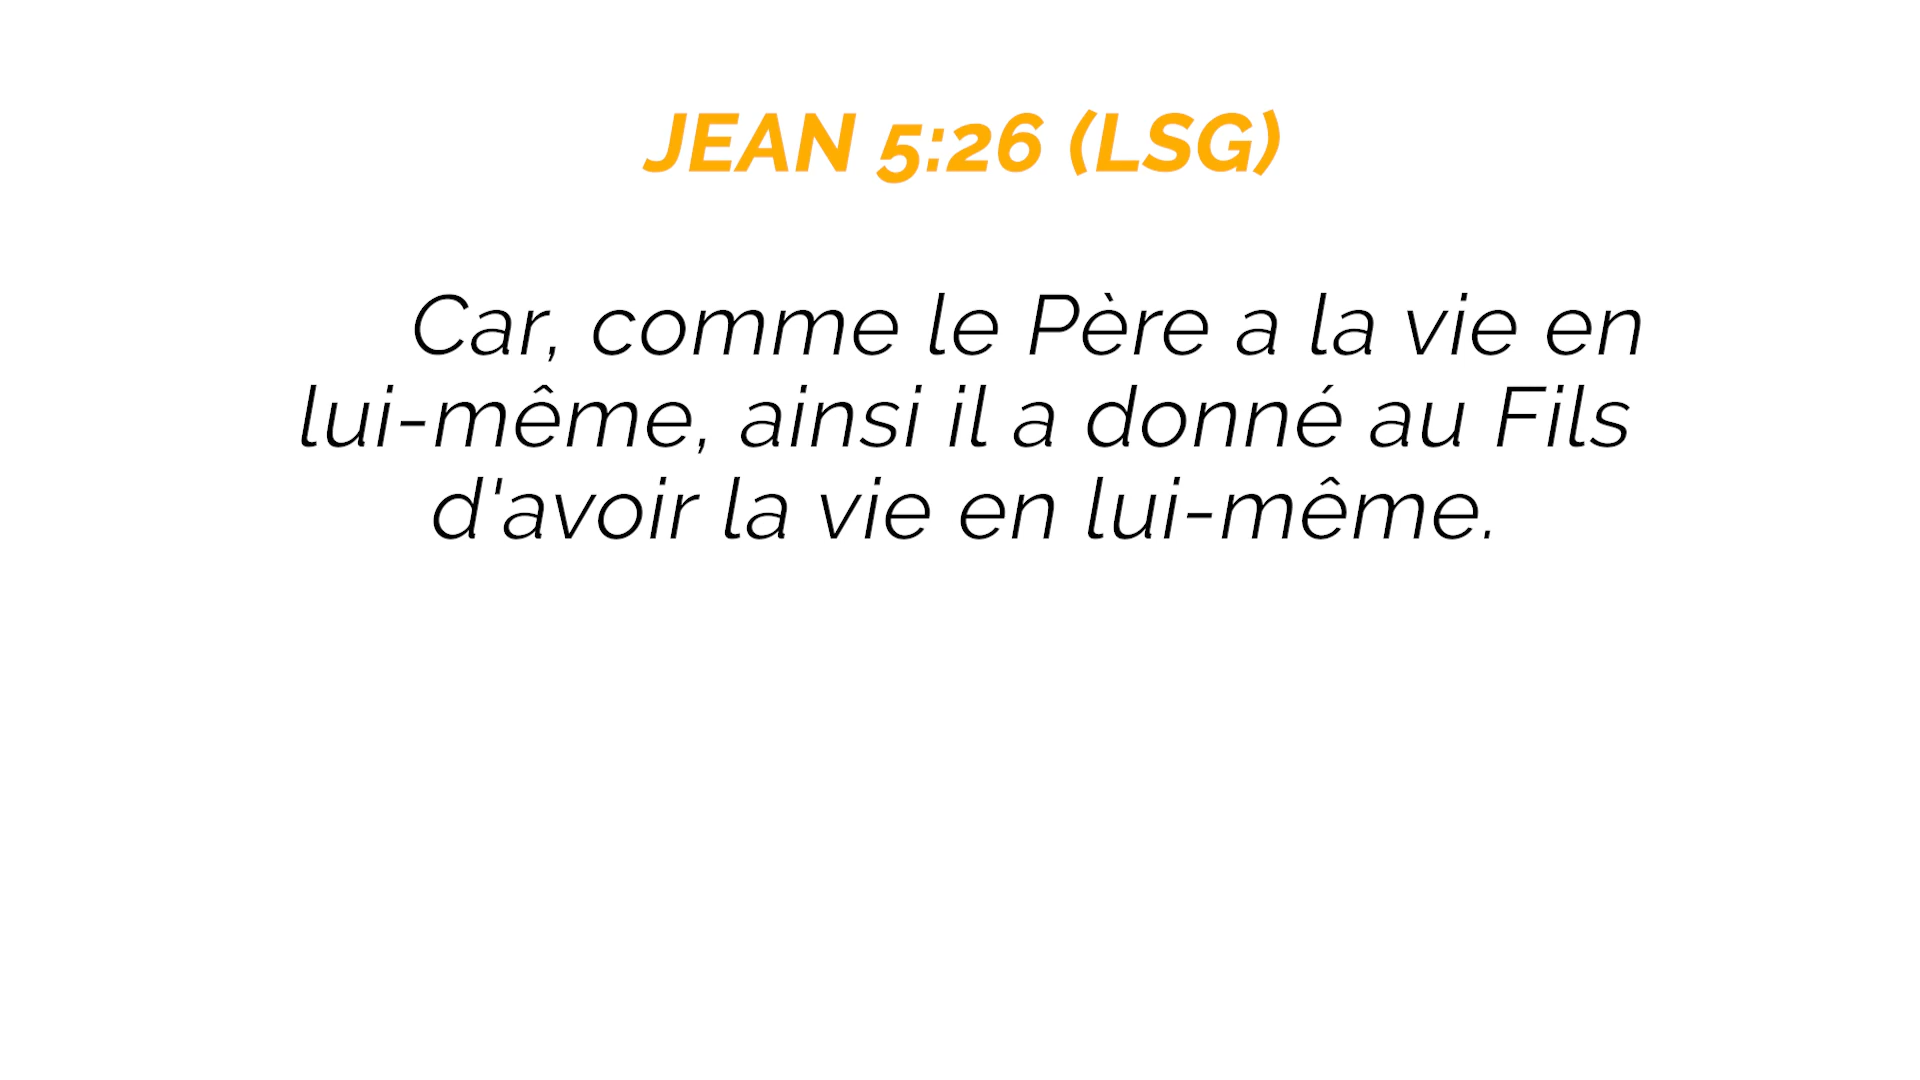 JEAN 5:26 (LSG)
Car, comme le Père a la vie en
lui-même, ainsi il a donné au Fils
d'avoir la vie en lui-même.